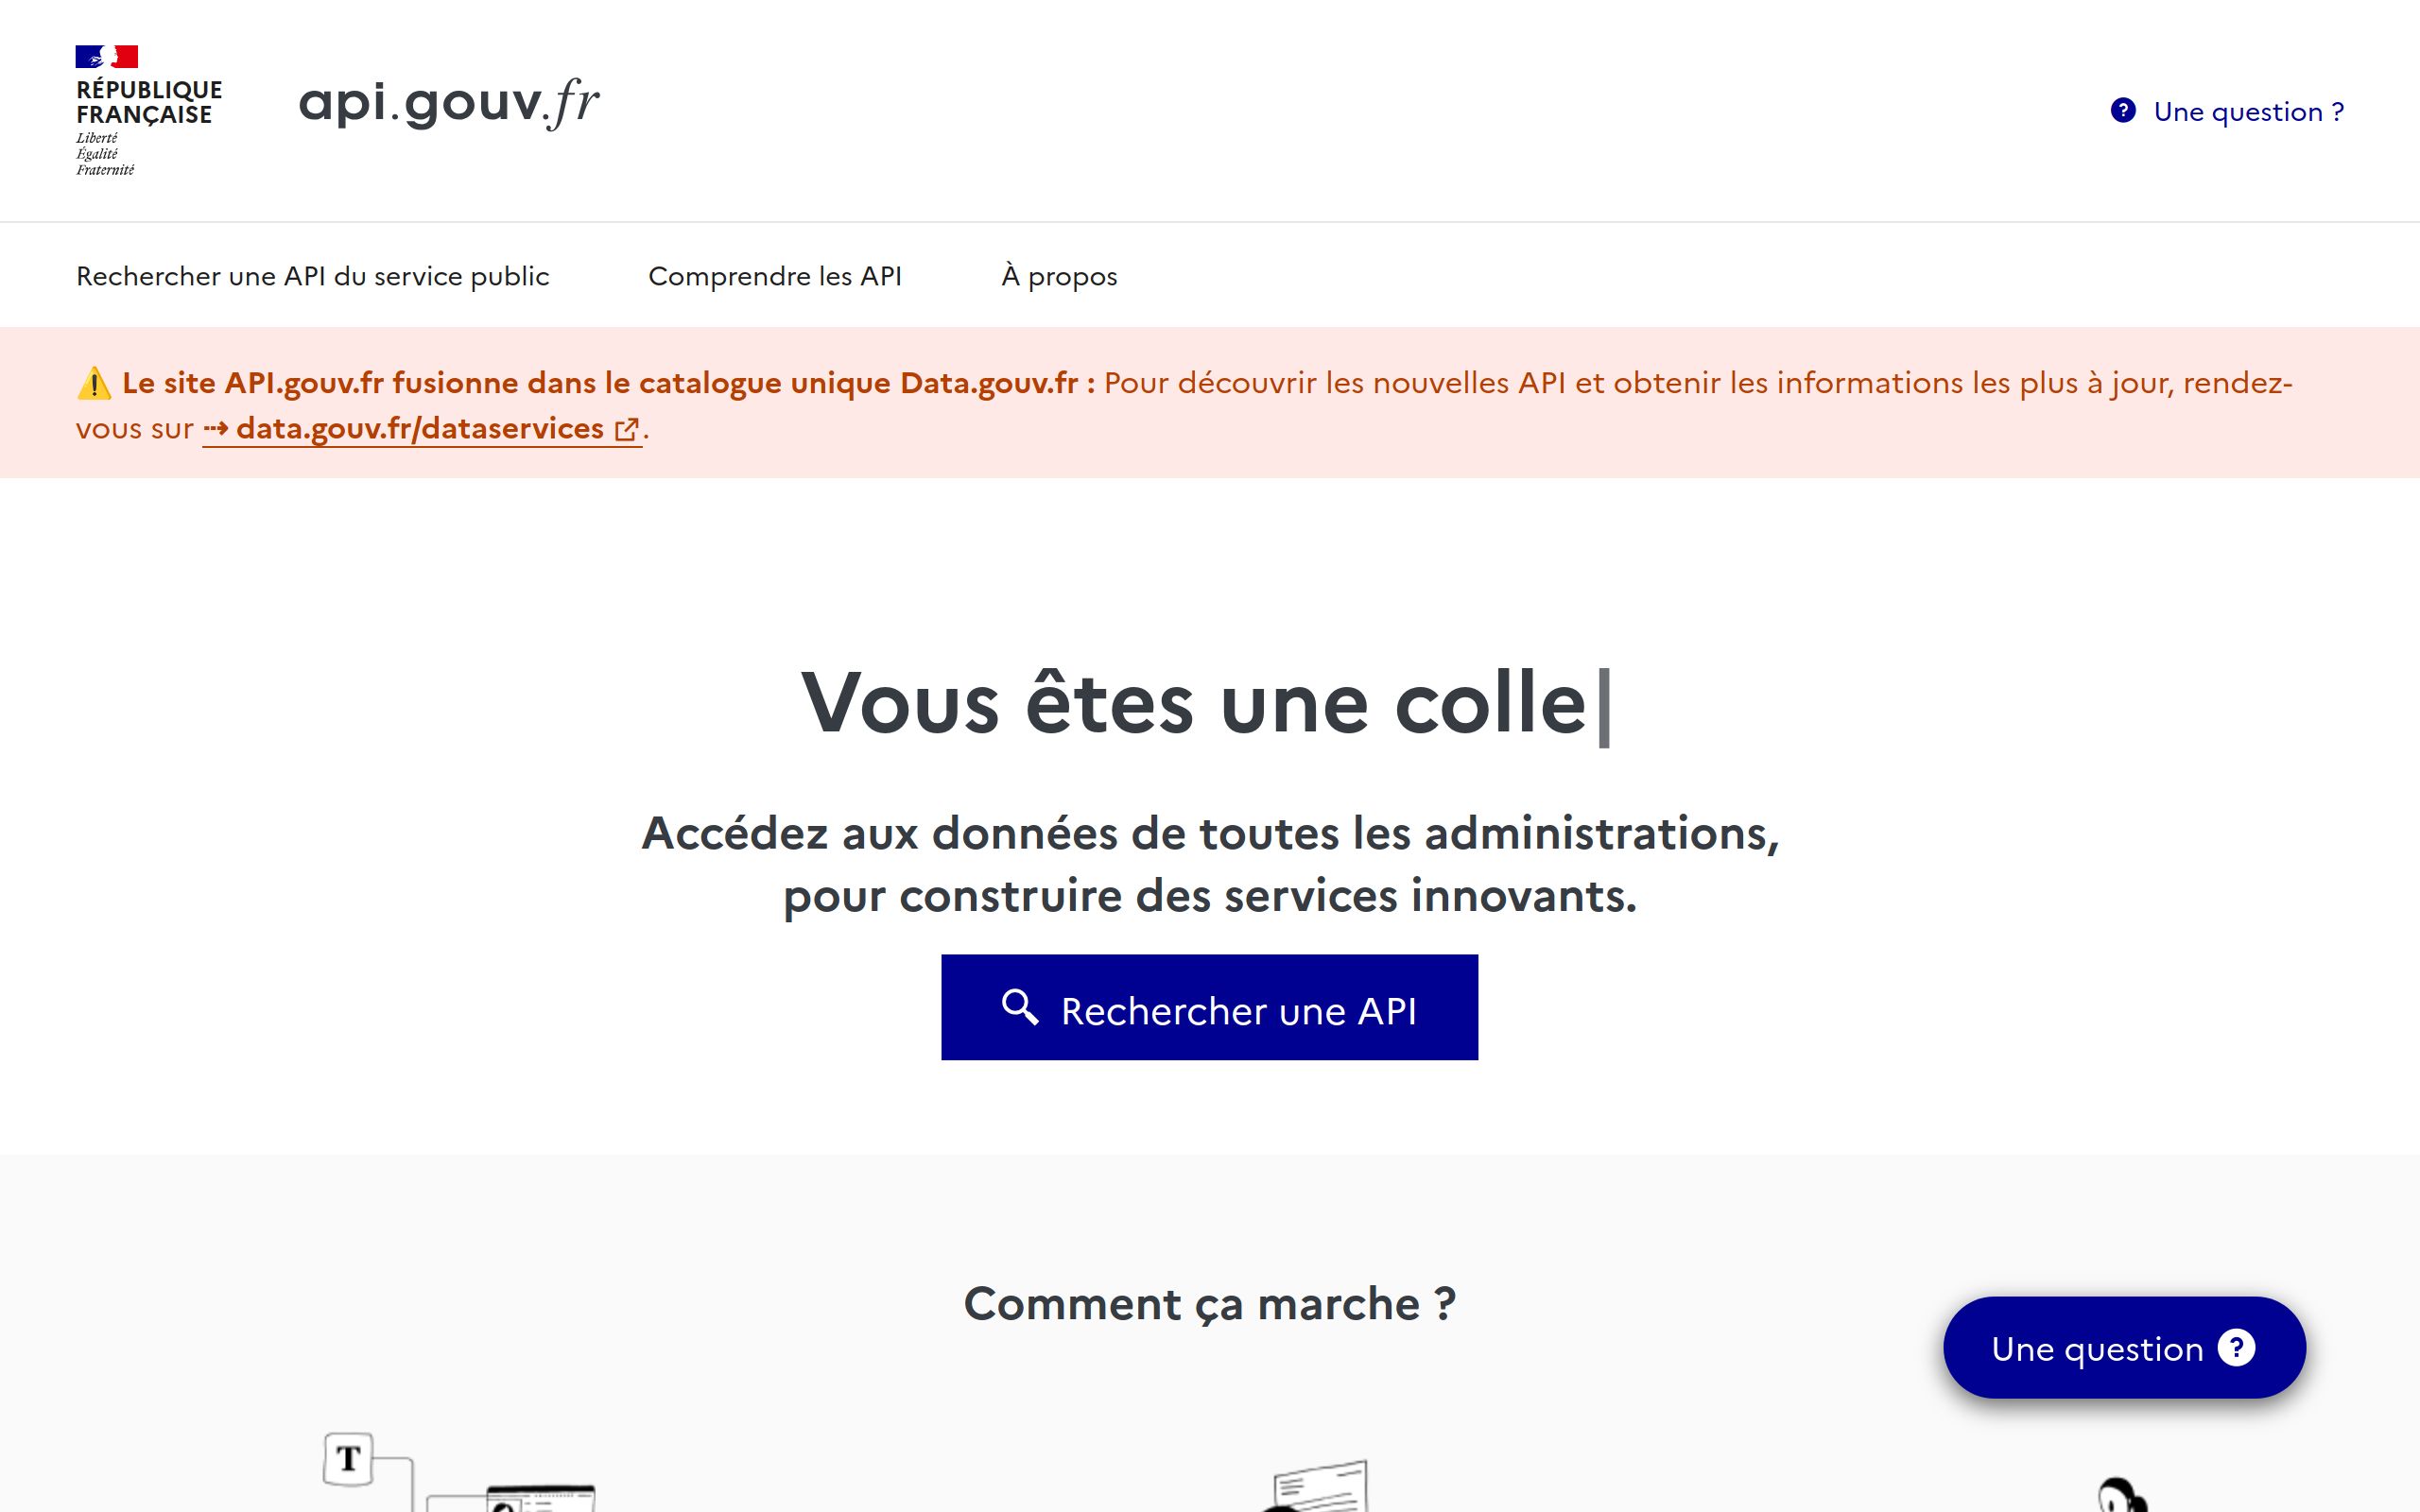 RÉPUBLIQUE
FRANÇAISE
Liberté
Égalité
Fraternité
api.gouv.fr
Une question ?
Rechercher une API du service public
Comprendre les API
À propos
⚠️ Le site API.gouv.fr fusionne dans le catalogue unique Data.gouv.fr : Pour découvrir les nouvelles API et obtenir les informations les plus à jour, rendez-
vous sur ⇢ data.gouv.fr/dataservices.
Vous êtes une colle|
Accédez aux données de toutes les administrations,
pour construire des services innovants.
Rechercher une API
Comment ça marche ?
Une question ?
T